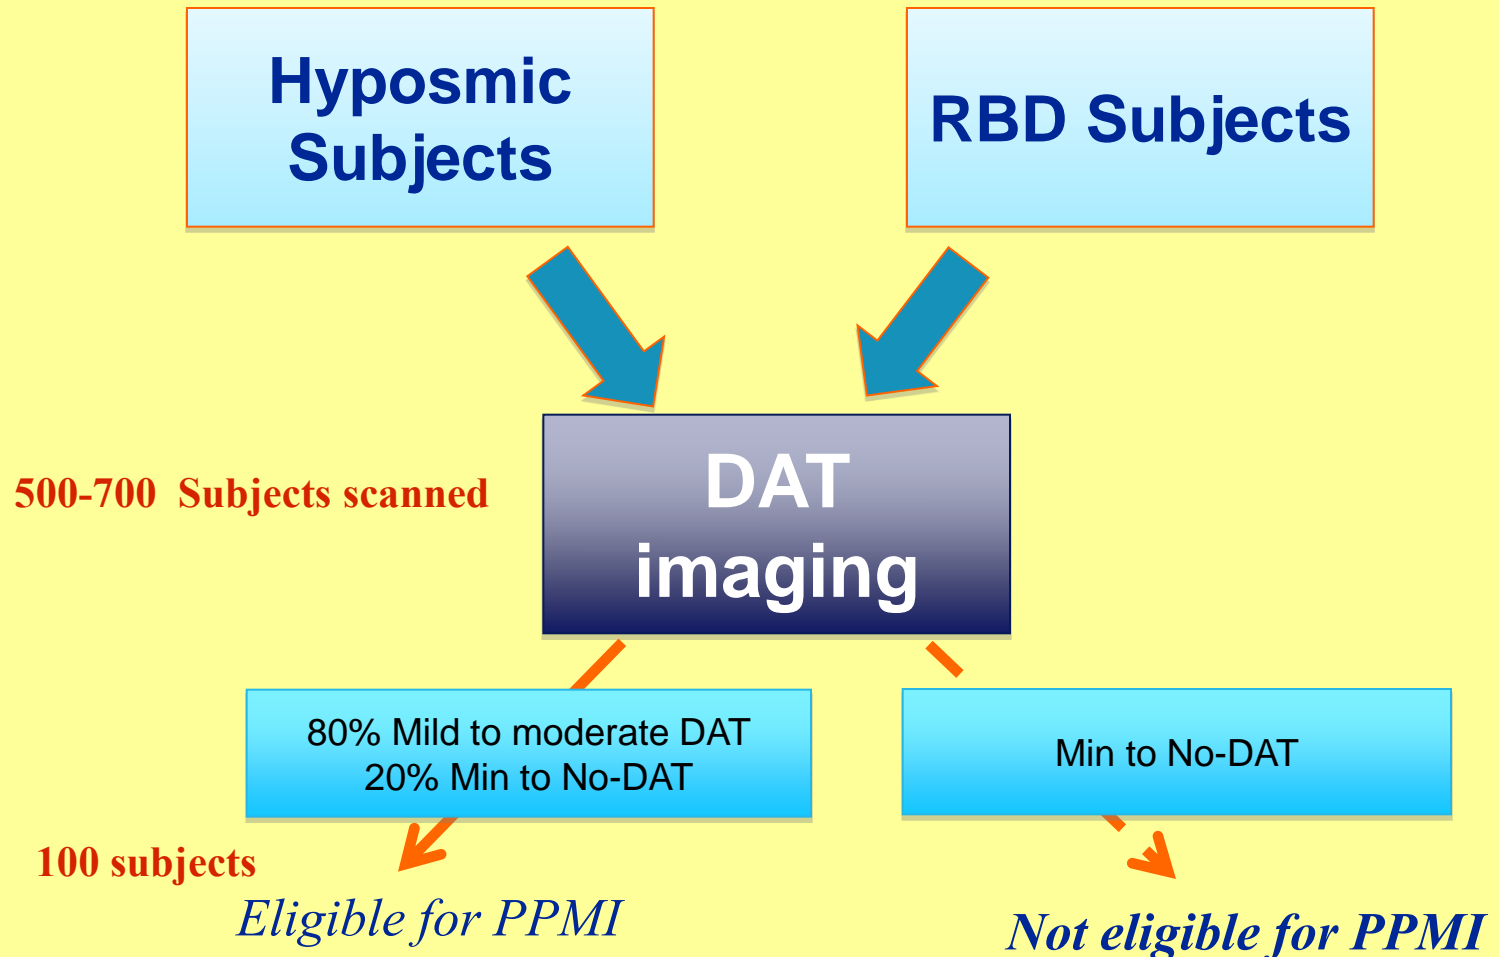 Hyposmic
Subjects
RBD Subjects
500-700 Subjects scanned
DAT
imaging
80% Mild to moderate DAT
20% Min to No-DAT
Min to No-DAT
100 subjects
Eligible for PPMI
Not eligible for PPMI